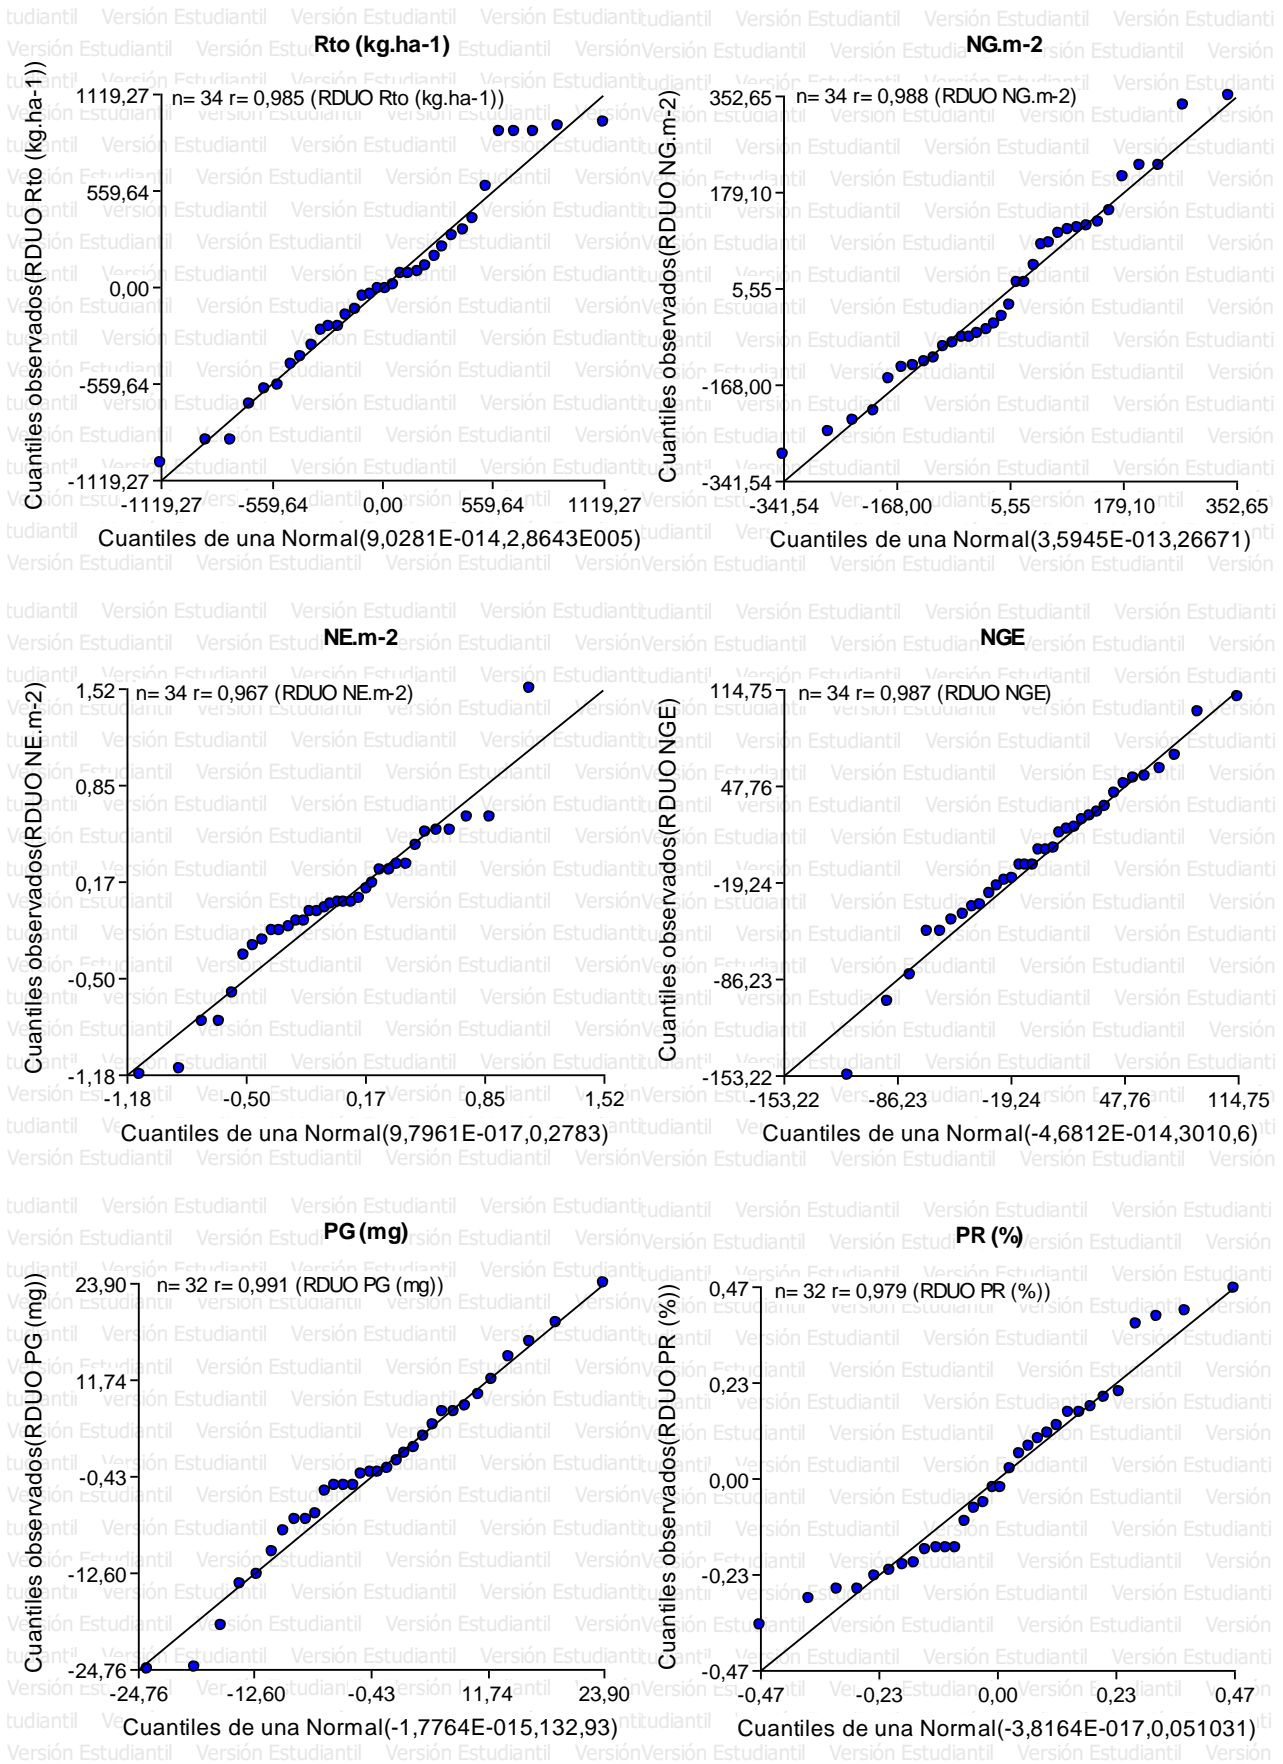 Rto (kg.ha-1)
n= 34 r= 0,985 (RDUO Rto (kg.ha-1))
Cuantiles observados(RDUO Rto (kg.ha-1))
1119,27
559,64
0,00
-559,64
-1119,27
-1119,27 -559,64 0,00 559,64 1119,27
Cuantiles de una Normal(9,0281E-014,2,8643E005)
NG.m-2
n= 34 r= 0,988 (RDUO NG.m-2)
Cuantiles observados(RDUO NG.m-2)
352,65
179,10
5,55
-168,00
-341,54
-341,54 -168,00 5,55 179,10 352,65
Cuantiles de una Normal(3,5945E-013,26671)
NE.m-2
n= 34 r= 0,967 (RDUO NE.m-2)
Cuantiles observados(RDUO NE.m-2)
1,52
0,85
0,17
-0,50
-1,18
-1,18 -0,50 0,17 0,85 1,52
Cuantiles de una Normal(9,7961E-017,0,2783)
NGE
n= 34 r= 0,987 (RDUO NGE)
Cuantiles observados(RDUO NGE)
114,75
47,76
-19,24
-86,23
-153,22
-153,22 -86,23 -19,24 47,76 114,75
Cuantiles de una Normal(-4,6812E-014,3010,6)
PG (mg)
n= 32 r= 0,991 (RDUO PG (mg))
Cuantiles observados(RDUO PG (mg))
23,90
11,74
-0,43
-12,60
-24,76
-24,76 -12,60 -0,43 11,74 23,90
Cuantiles de una Normal(-1,7764E-015,132,93)
PR (%)
n= 32 r= 0,979 (RDUO PR (%))
Cuantiles observados(RDUO PR (%))
0,47
0,23
0,00
-0,23
-0,47
-0,47 -0,23 0,00 0,23 0,47
Cuantiles de una Normal(-3,8164E-017,0,051031)
Versión Estudiantil